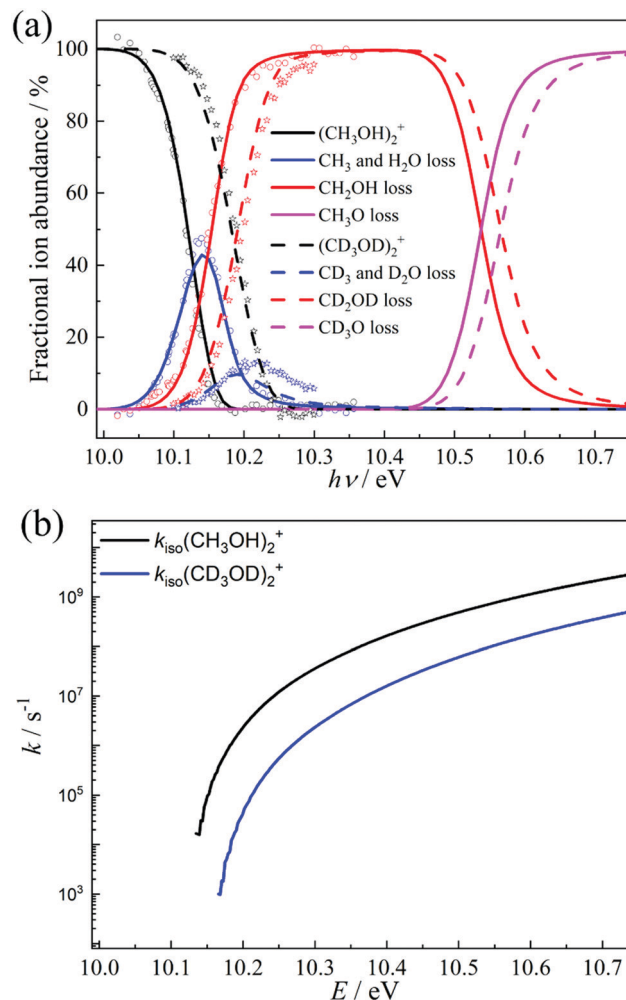 (a)
Fractional ion abundance / %
100
80
60
40
20
0
(CH₃OH)₂⁺
CH₃ and H₂O loss
CH₂OH loss
CH₃O loss
(CD₃OD)₂⁺
CD₃ and D₂O loss
CD₂OD loss
CD₃O loss
10.0 10.1 10.2 10.3 10.4 10.5 10.6 10.7
hν / eV
(b)
k_iso(CH₃OH)₂⁺
k_iso(CD₃OD)₂⁺
k / s⁻¹
10⁹
10⁷
10⁵
10³
10.0 10.1 10.2 10.3 10.4 10.5 10.6 10.7
E / eV